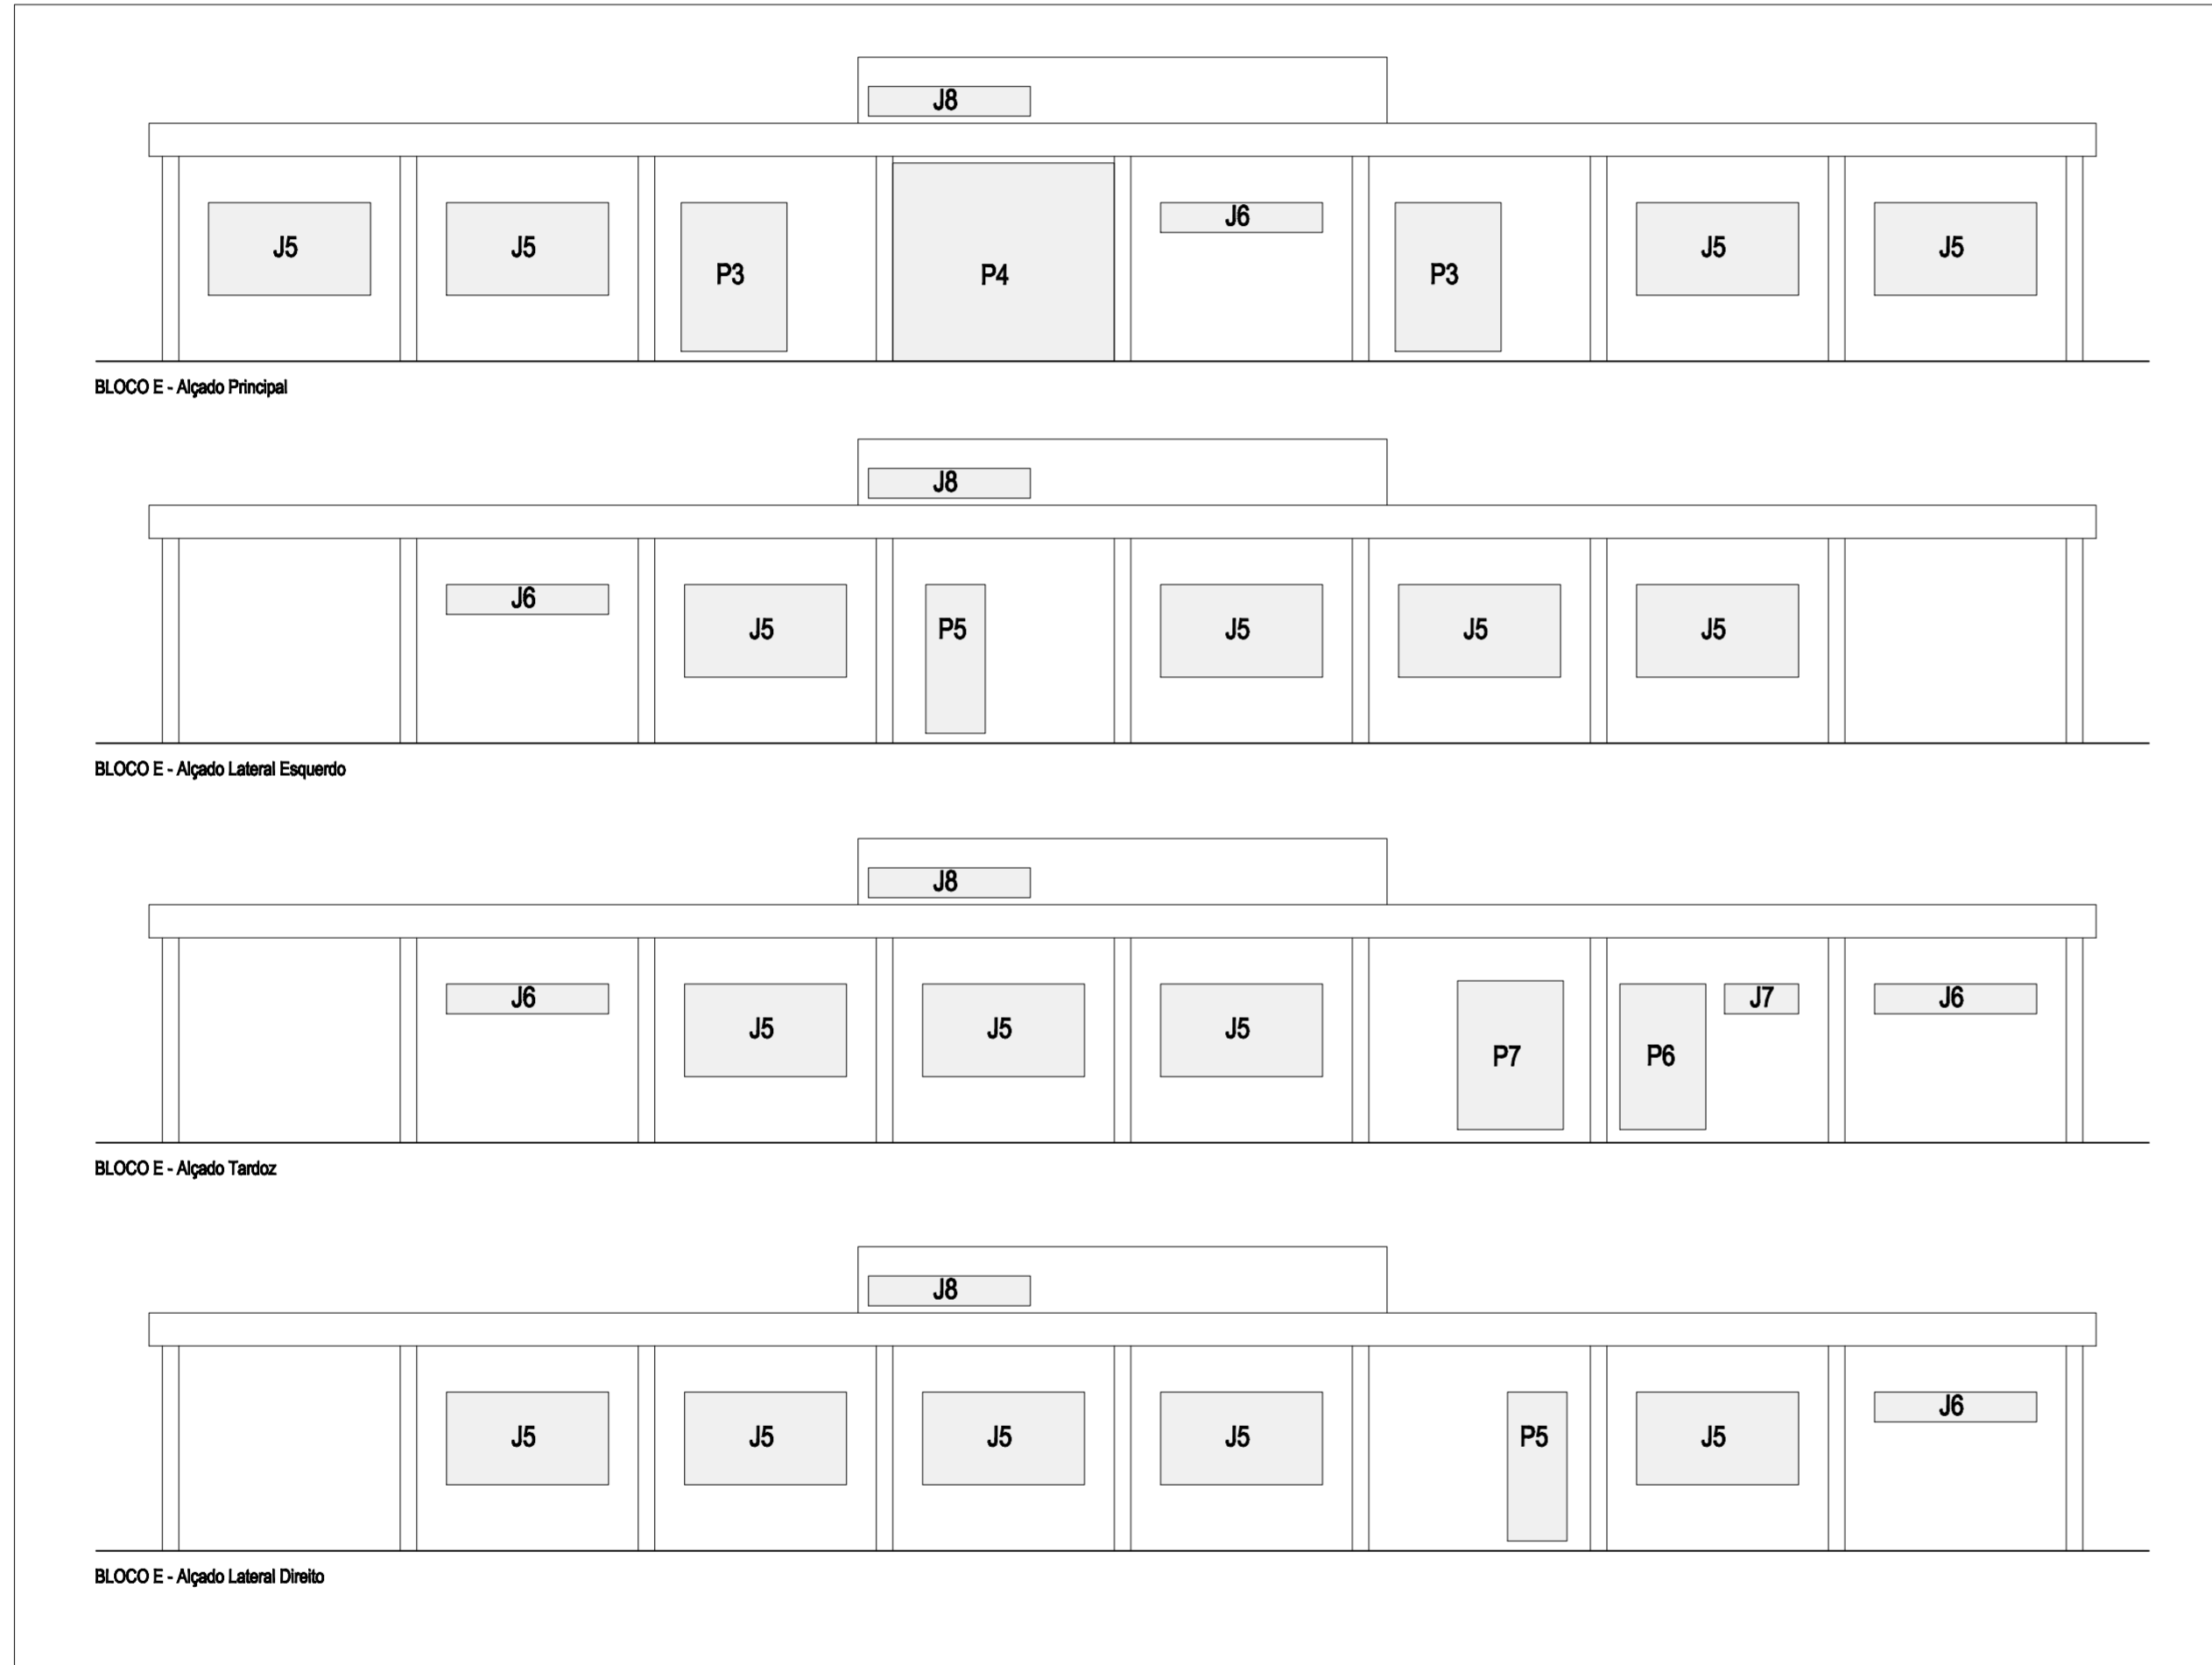 J8
J5 J5 P3 P4 J6 P3 J5 J5
BLOCO E - Alçado Principal
J8
J6 J5 P5 J5 J5 J5
BLOCO E - Alçado Lateral Esquerdo
J8
J6 J5 J5 J5 P7 P6 J7 J6
BLOCO E - Alçado Tardoz
J8
J5 J5 J5 J5 P5 J5 J6
BLOCO E - Alçado Lateral Direito